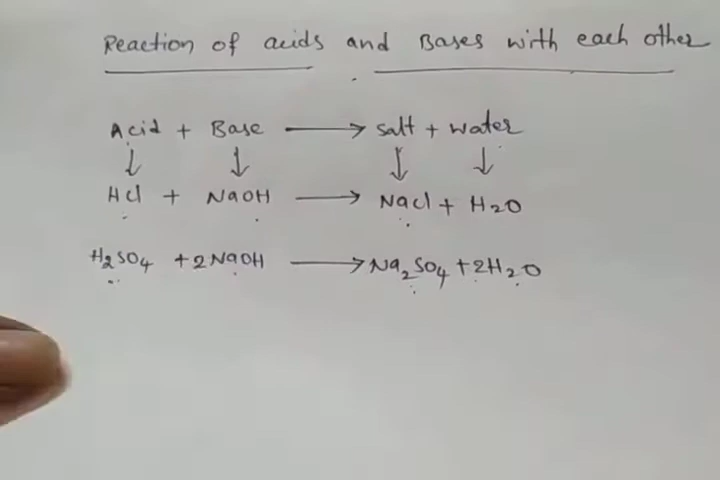 Reaction of acids and Bases with each other
Acid + Base → salt + water
↓ ↓ ↓ ↓
Hcl + NaOH → Nacl + H2O
H2SO4 + 2NaOH → Na2SO4 + 2H2O